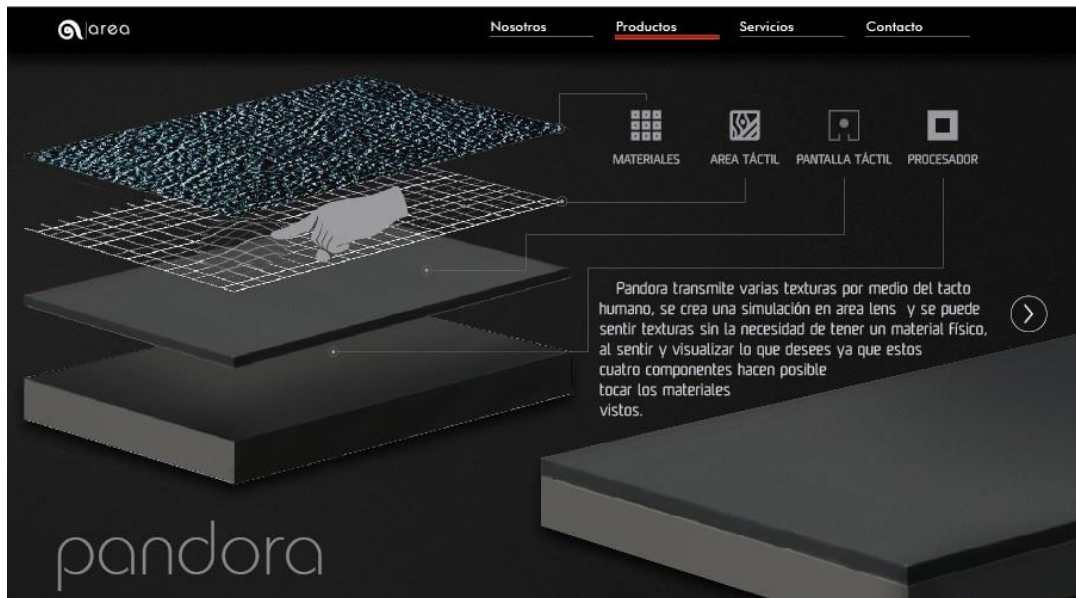 area
Nosotros Productos Servicios Contacto
MATERIALES AREA TÁCTIL PANTALLA TÁCTIL PROCESADOR
Pandora transmite varias texturas por medio del tacto
humano, se crea una simulación en area lens y se puede
sentir texturas sin la necesidad de tener un material físico,
al sentir y visualizar lo que desees ya que estos
cuatro componentes hacen posible
tocar los materiales
vistos.
pandora